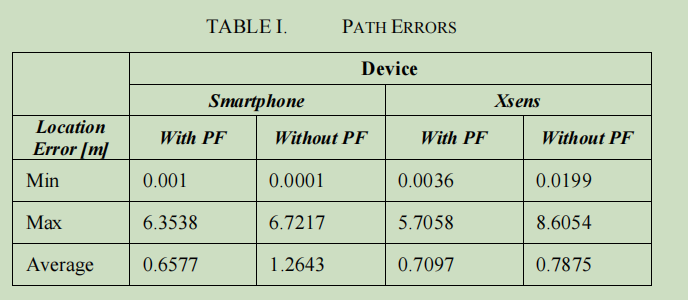 TABLE I. PATH ERRORS
Device
Smartphone Xsens
Location
Error [m] With PF Without PF With PF Without PF
Min 0.001 0.0001 0.0036 0.0199
Max 6.3538 6.7217 5.7058 8.6054
Average 0.6577 1.2643 0.7097 0.7875